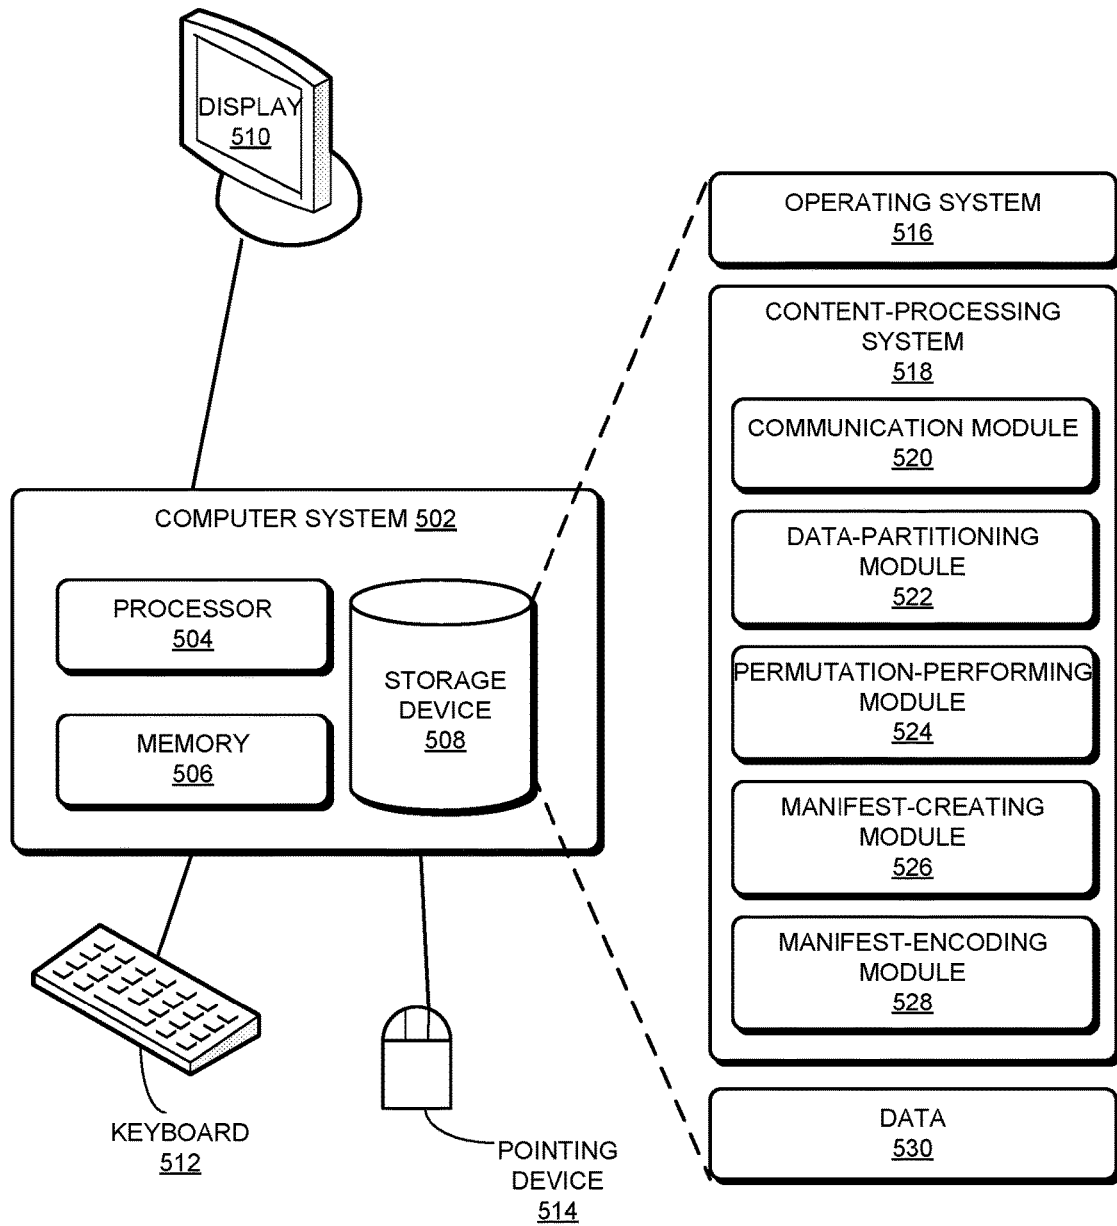 DISPLAY
510
COMPUTER SYSTEM 502
PROCESSOR
504
MEMORY
506
STORAGE
DEVICE
508
KEYBOARD
512
POINTING
DEVICE
514
OPERATING SYSTEM
516
CONTENT-PROCESSING
SYSTEM
518
COMMUNICATION MODULE
520
DATA-PARTITIONING
MODULE
522
PERMUTATION-PERFORMING
MODULE
524
MANIFEST-CREATING
MODULE
526
MANIFEST-ENCODING
MODULE
528
DATA
530